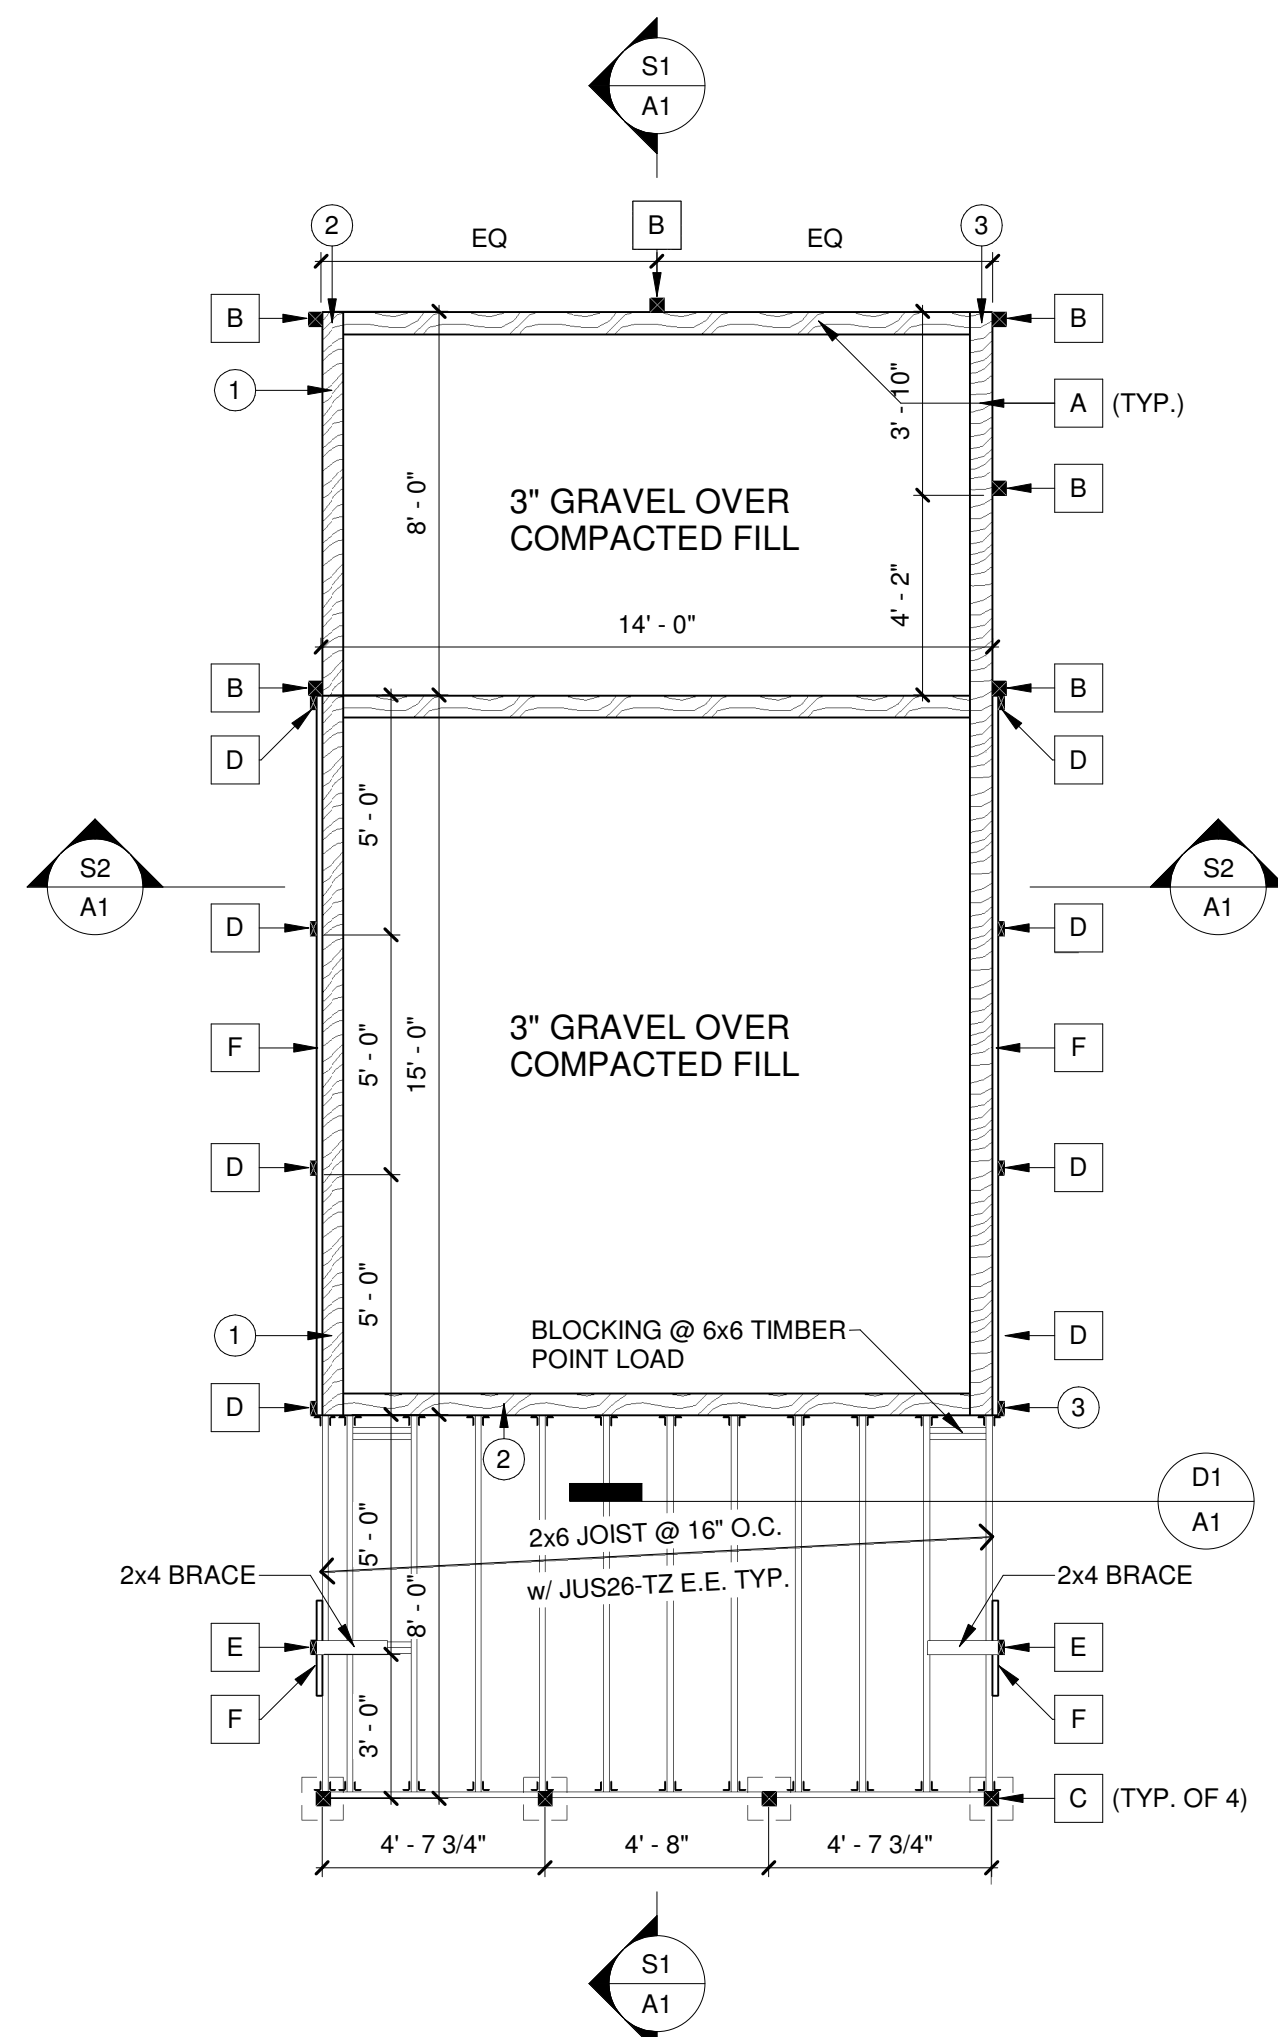 S1
A1
2
EQ
B
EQ
3
B
B
1
3' - 10"
A (TYP.)
8' - 0"
3" GRAVEL OVER
COMPACTED FILL
B
4' - 2"
14' - 0"
B
B
D
D
5' - 0"
S2
A1
S2
A1
D
D
3" GRAVEL OVER
COMPACTED FILL
F
5' - 0"
15' - 0"
F
D
D
5' - 0"
1
BLOCKING @ 6x6 TIMBER
POINT LOAD
D
D
3
2
D1
A1
5' - 0"
2x6 JOIST @ 16" O.C.
w/ JUS26-TZ E.E. TYP.
2x4 BRACE
2x4 BRACE
8' - 0"
E
E
F
F
3' - 0"
C (TYP. OF 4)
4' - 7 3/4"
4' - 8"
4' - 7 3/4"
S1
A1